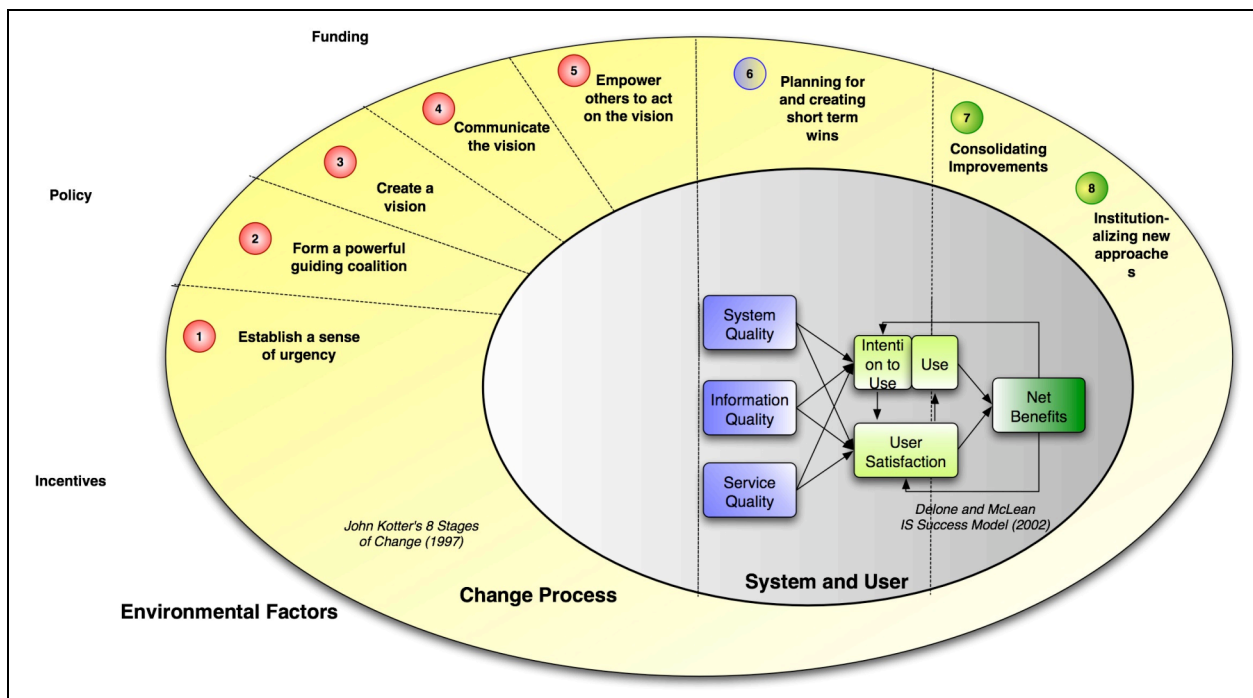 Funding
Policy
Incentives
Environmental Factors
1
Establish a sense
of urgency
2
Form a powerful
guiding coalition
3
Create a
vision
4
Communicate
the vision
5
Empower
others to act
on the vision
6
Planning for
and creating
short term
wins
7
Consolidating
Improvements
8
Institution-
alizing new
approache
s
John Kotter's 8 Stages
of Change (1997)
Change Process
System
Quality
Information
Quality
Service
Quality
Intenti
on to
Use
Use
User
Satisfaction
Net
Benefits
Delone and McLean
IS Success Model (2002)
System and User